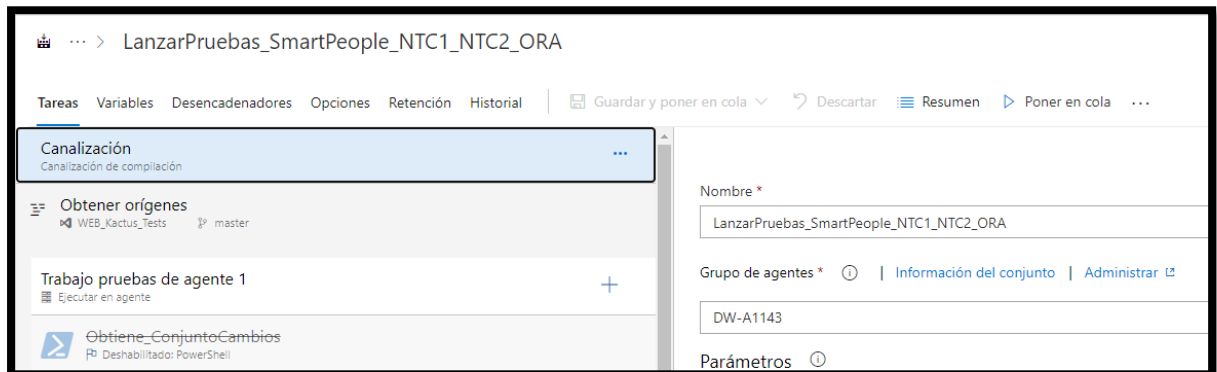 ··· > LanzarPruebas_SmartPeople_NTC1_NTC2_ORA
Tareas Variables Desencadenadores Opciones Retención Historial Guardar y poner en cola Descartar Resumen Poner en cola ···
Canalización ···
Canalización de compilación
Obtener orígenes
WEB_Kactus_Tests master
Trabajo pruebas de agente 1
Ejecutar en agente
Obtiene_ConjuntoCambios
Deshabilitado: PowerShell
Nombre *
LanzarPruebas_SmartPeople_NTC1_NTC2_ORA
Grupo de agentes * | Información del conjunto | Administrar
DW-A1143
Parámetros